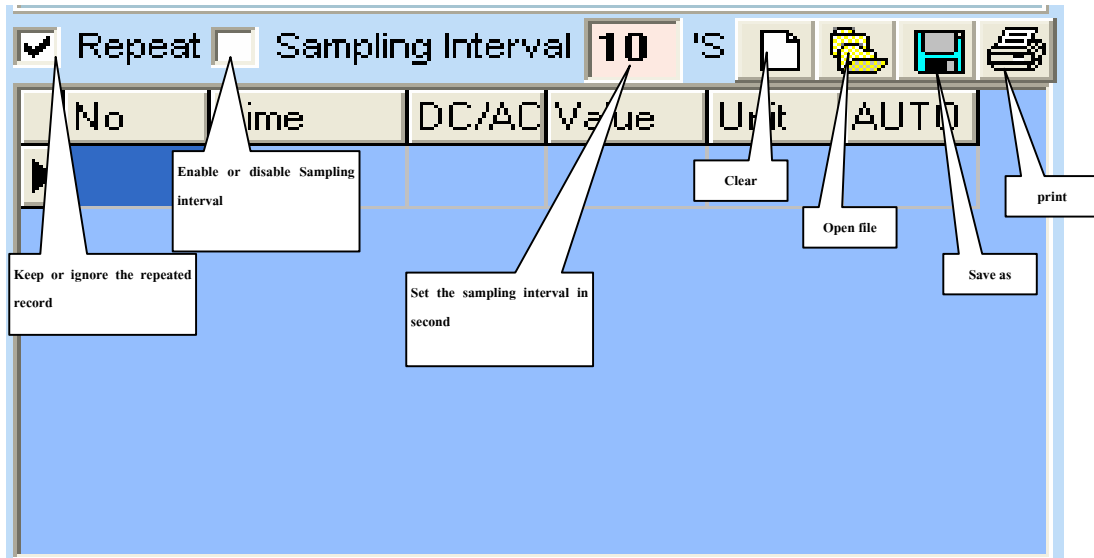 Repeat Sampling Interval 10 'S
No Time DC/AC Value Unit AUTO
Enable or disable Sampling
interval
Clear
print
Open file
Keep or ignore the repeated
record
Set the sampling interval in
second
Save as